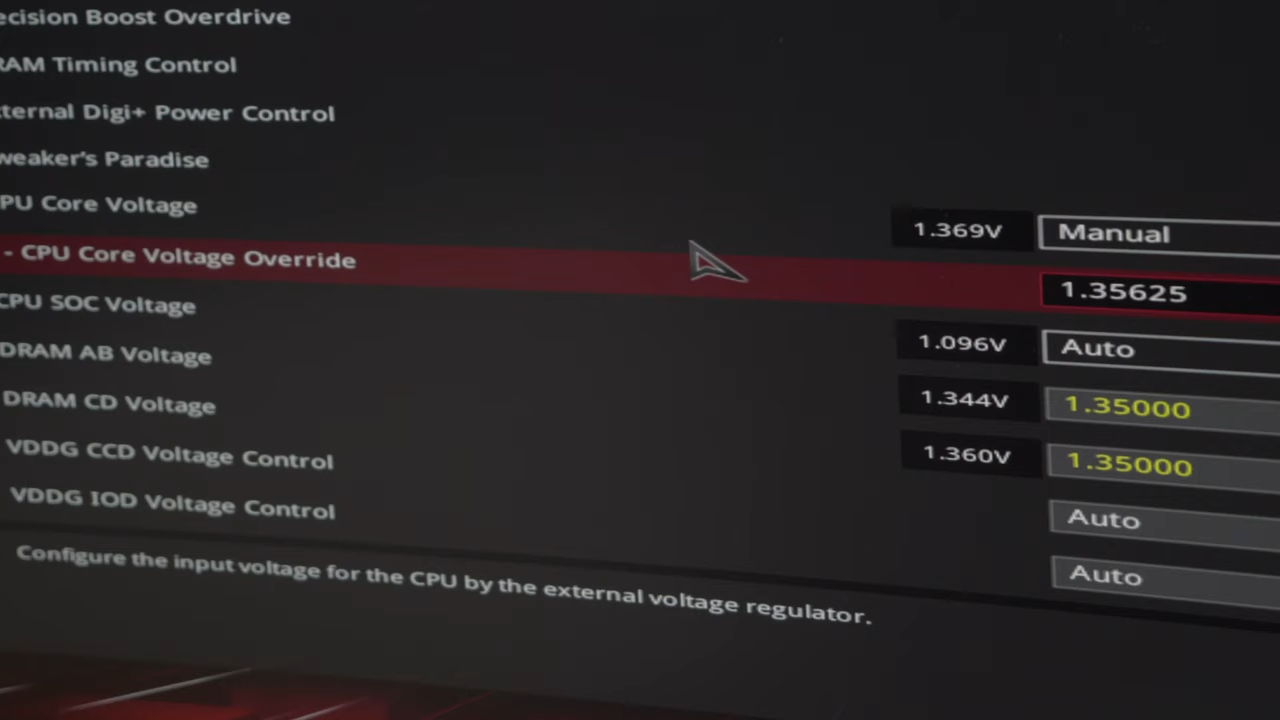 ecision Boost Overdrive
RAM Timing Control
ternal Digi+ Power Control
weaker's Paradise
PU Core Voltage 1.369V Manual
- CPU Core Voltage Override 1.35625
CPU SOC Voltage 1.096V Auto
DRAM AB Voltage 1.344V 1.35000
DRAM CD Voltage 1.360V 1.35000
VDDG CCD Voltage Control Auto
VDDG IOD Voltage Control Auto
Configure the input voltage for the CPU by the external voltage regulator.